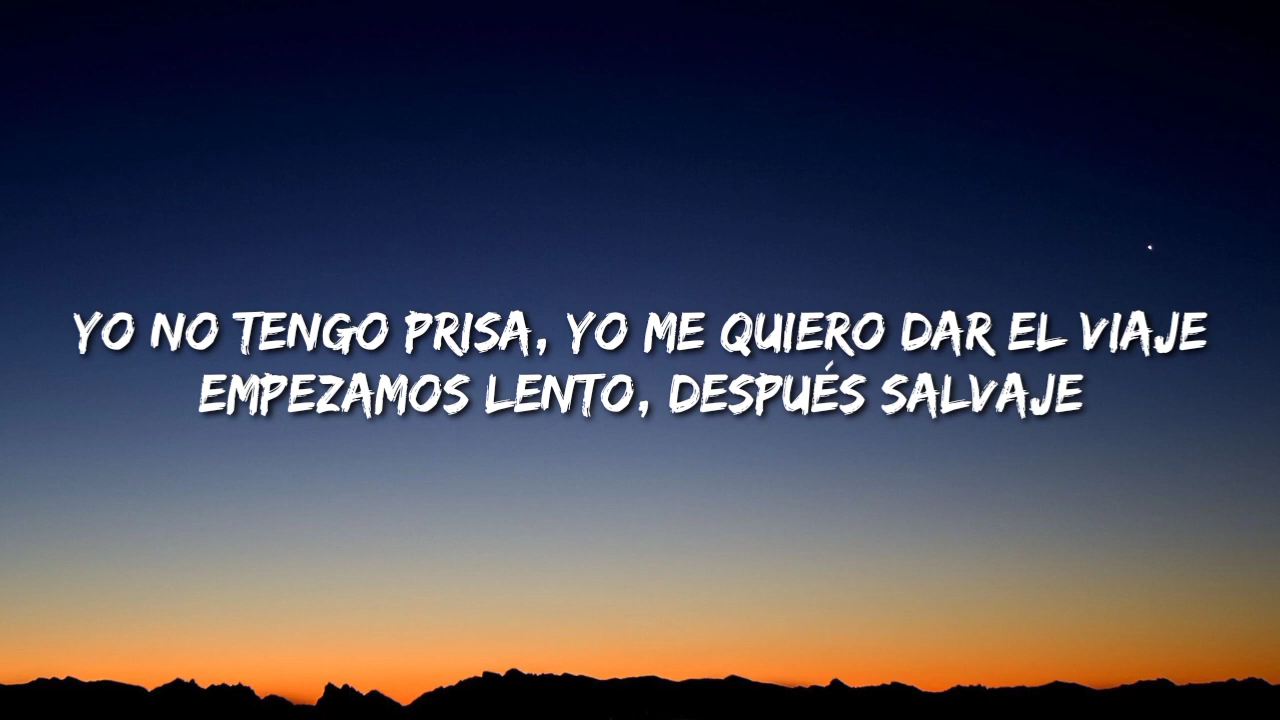 YO NO TENGO PRISA, YO ME QUIERO DAR EL VIAJE
EMPEZAMOS LENTO, DESPUÉS SALVAJE